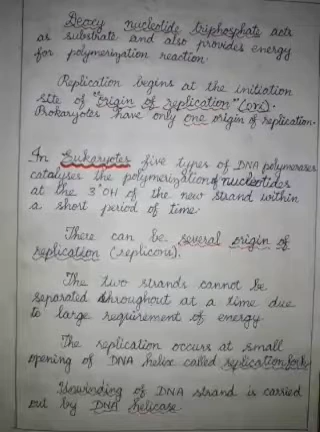 Deoxy nucleotide triphosphate acts
as substrate and also provides energy
for polymerization reaction.
Replication begins at the initiation
site of "origin of replication" (ori).
Prokaryotes have only one origin of replication.
In Eukaryotes five types of DNA polymerases
catalyses the polymerization of nucleotides
at the 3'OH of the new strand within
a short period of time.
There can be several origin of
replication (replicons).
The two strands cannot be
separated throughout at a time due
to large requirement of energy.
The replication occurs at small
opening of DNA helix called replication fork
Unwinding of DNA strand is carried
out by DNA helicase